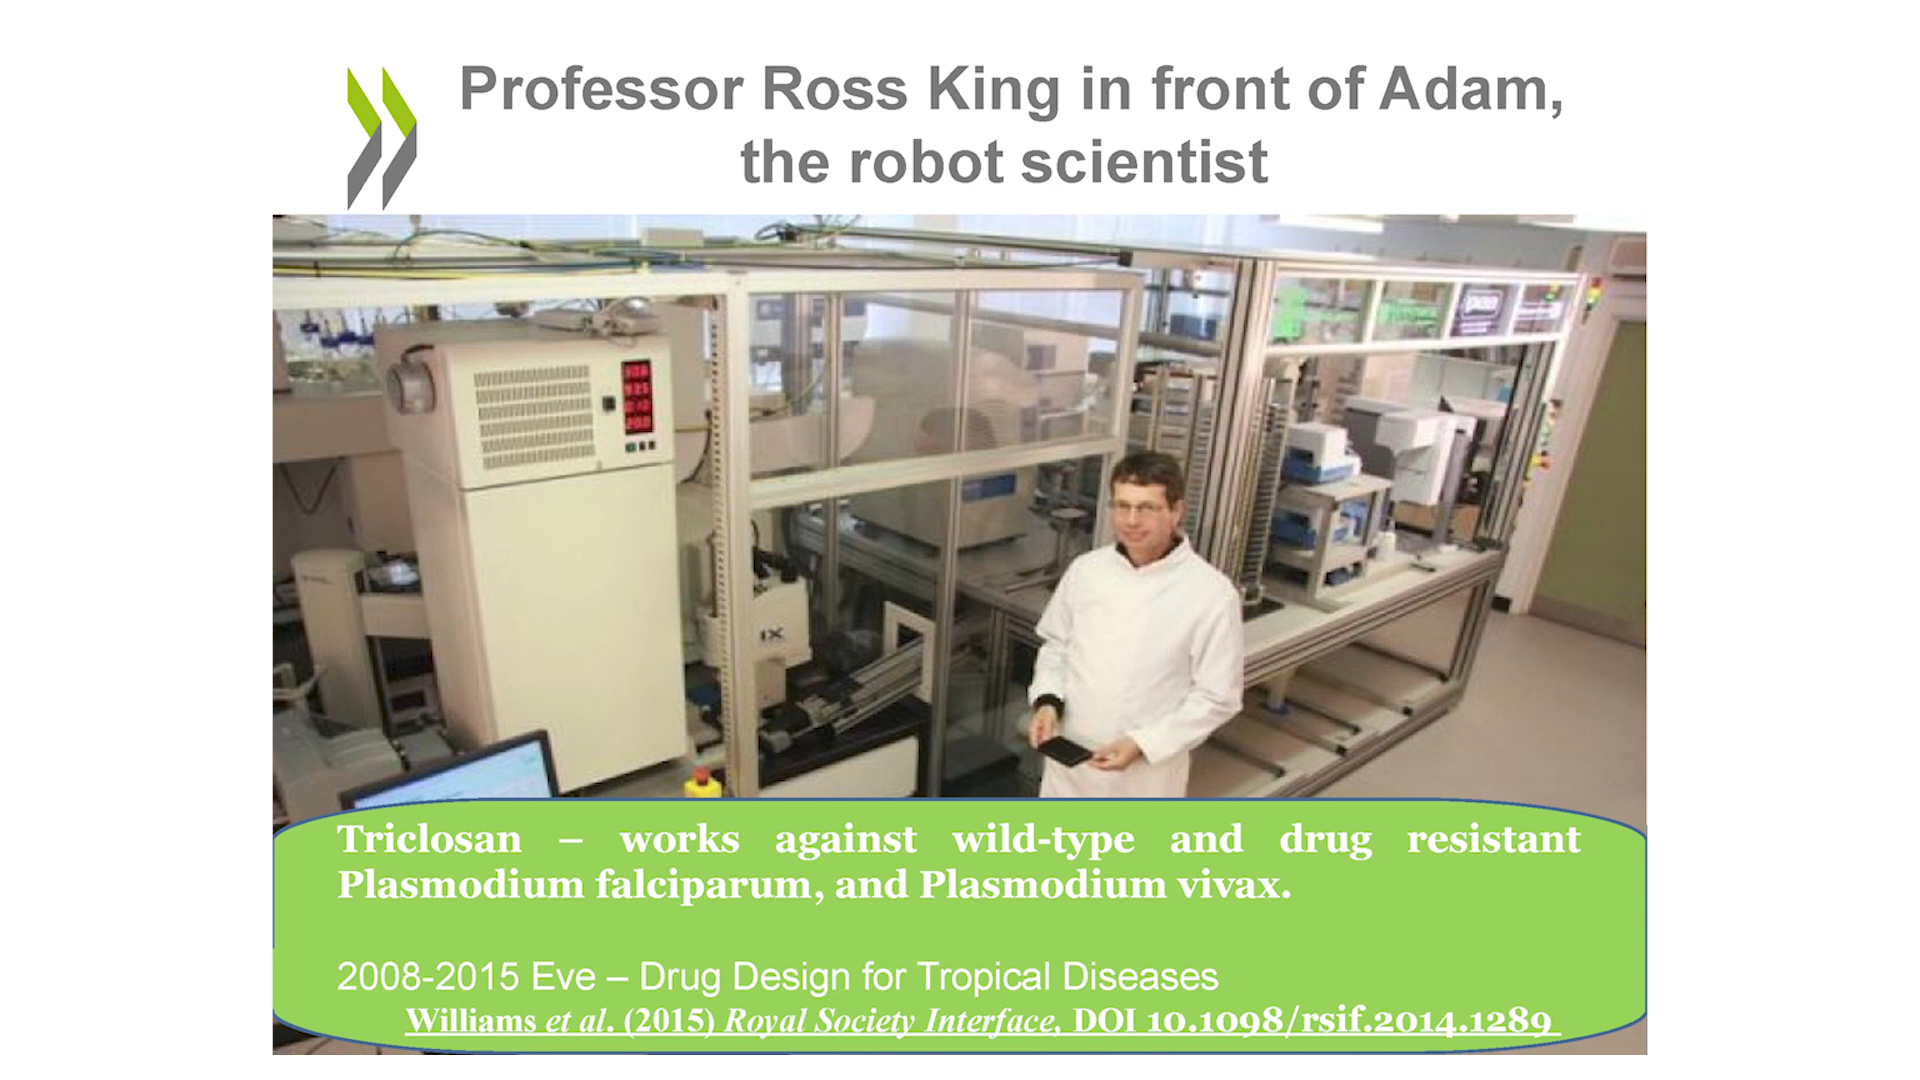 Professor Ross King in front of Adam,
the robot scientist
IX
Triclosan – works against wild-type and drug resistant
Plasmodium falciparum, and Plasmodium vivax.
2008-2015 Eve – Drug Design for Tropical Diseases
Williams et al. (2015) Royal Society Interface, DOI 10.1098/rsif.2014.1289